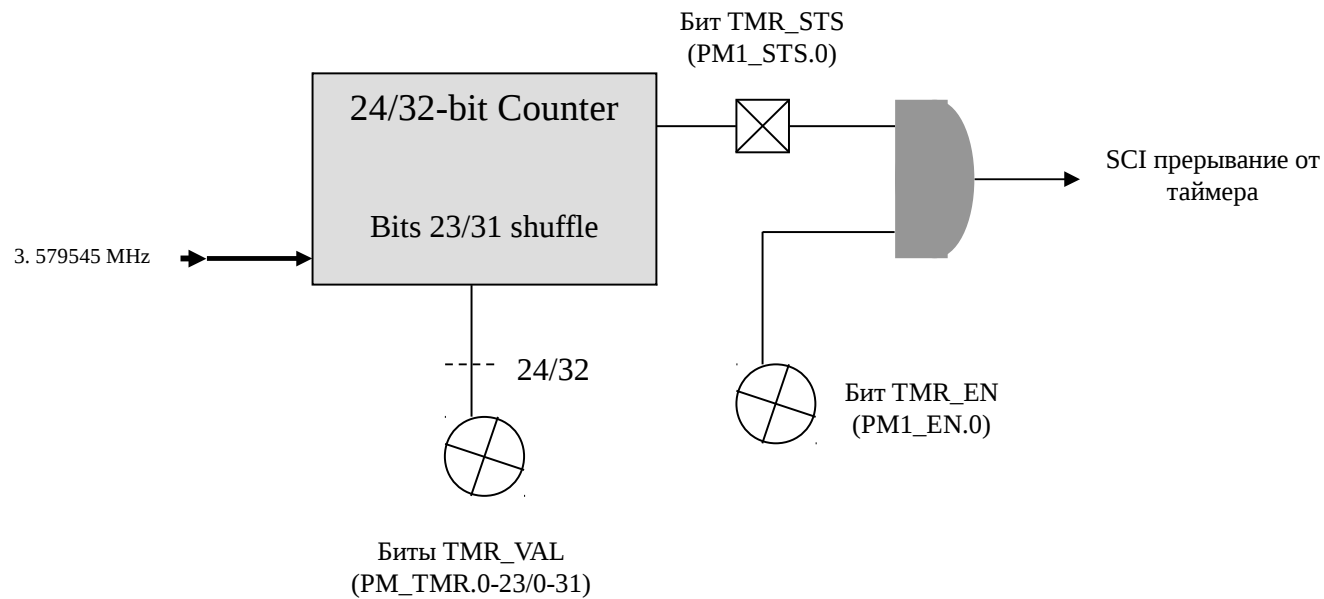 Бит TMR_STS
(PM1_STS.0)
24/32-bit Counter
SCI прерывание от
таймера
Bits 23/31 shuffle
3. 579545 MHz
24/32
Бит TMR_EN
(PM1_EN.0)
Биты TMR_VAL
(PM_TMR.0-23/0-31)